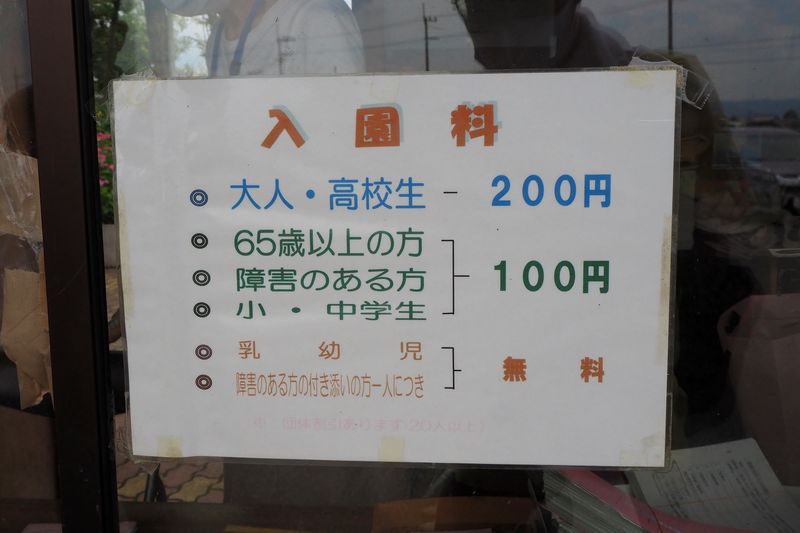 入園料
◎ 大人・高校生 － 200円
◎ 65歳以上の方
◎ 障害のある方 100円
◎ 小・中学生
◎ 乳幼児
◎ 障害のある方の付き添いの方一人につき 無料
※ 団体割引あります(20人以上)